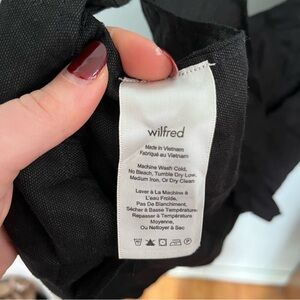 wilfred
Made in Vietnam
Fabriqué au Vietnam
Machine Wash Cold,
No Bleach, Tumble Dry Low,
Medium Iron, Or Dry Clean
Laver à La Machine à
L'eau Froide,
Pas De Blanchiment,
Sécher à Basse Température
Repasser à Température
Moyenne,
Ou Nettoyer à Sec